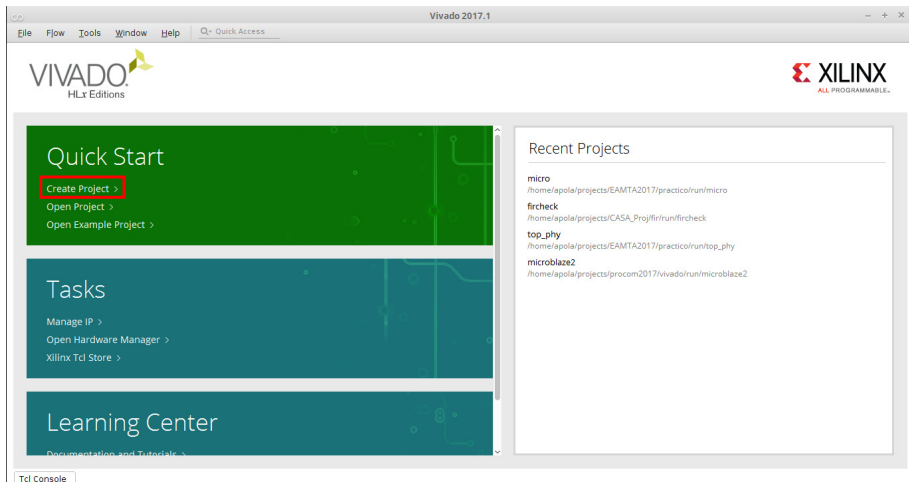 Vivado 2017.1
File Flow Tools Window Help Quick Access
VIVADO
HLx Editions
XILINX
ALL PROGRAMMABLE.
Quick Start
Create Project >
Open Project >
Open Example Project >
Tasks
Manage IP >
Open Hardware Manager >
Xilinx Tcl Store >
Learning Center
Documentation and Tutorials >
Recent Projects
micro
/home/apola/projects/EAMTA2017/practico/run/micro
fircheck
/home/apola/projects/CASA_Proj/fir/run/fircheck
top_phy
/home/apola/projects/EAMTA2017/practico/run/top_phy
microblaze2
/home/apola/projects/procom2017/vivado/run/microblaze2
Tcl Console